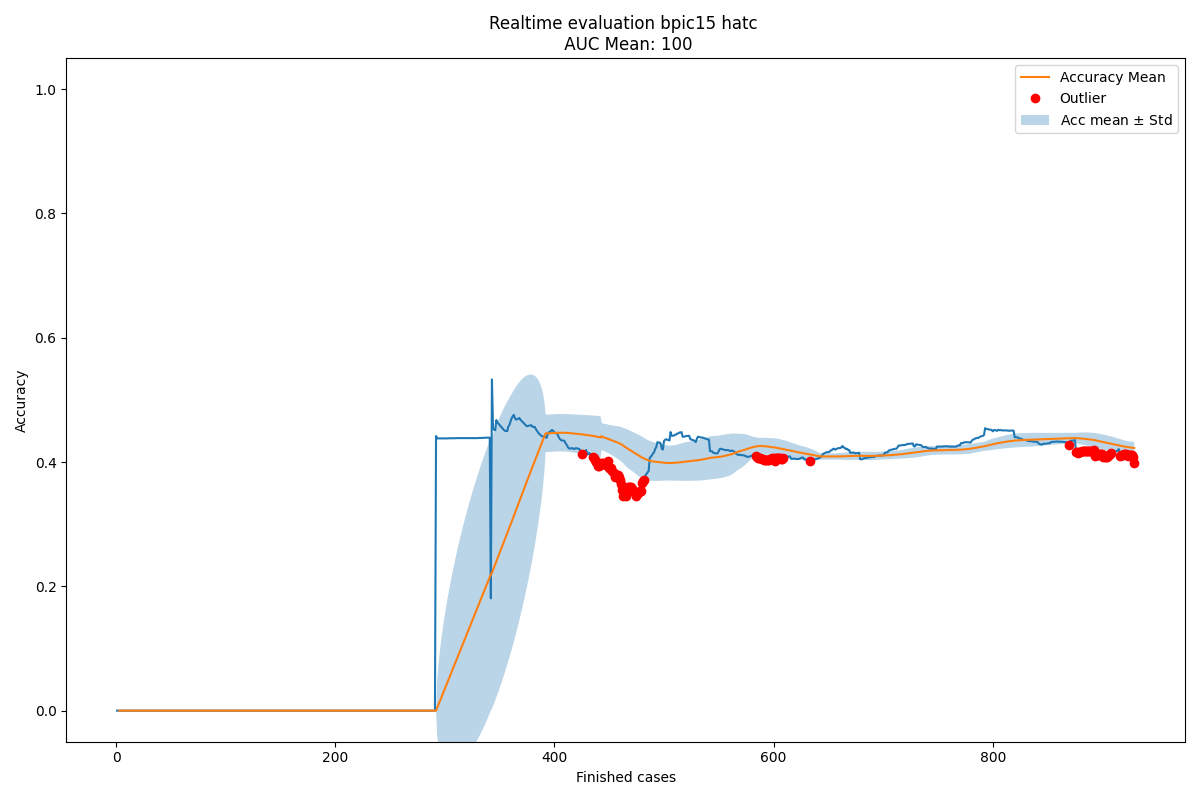 Realtime evaluation bpic15 hatc
AUC Mean: 100
Accuracy Mean
Outlier
Acc mean ± Std
1.0
0.8
0.6
0.4
0.2
0.0
Accuracy
0
200
400
600
800
Finished cases